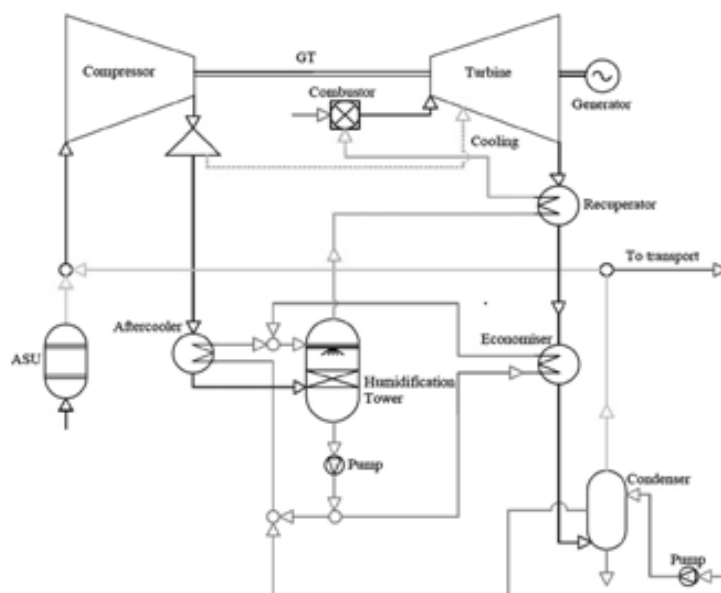 GT
Compressor
Turbine
Combustor
Generator
Cooling
Recuperator
To transport
Aftercooler
Economiser
ASU
Humidification
Tower
Pump
Condenser
Pump